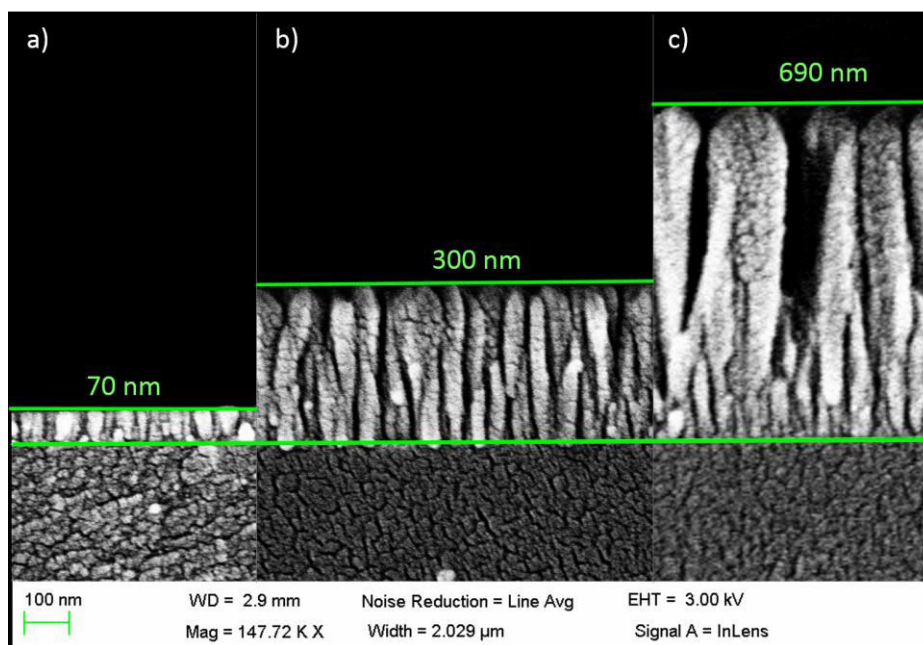 a)
b)
c)
690 nm
300 nm
70 nm
100 nm
WD = 2.9 mm
Noise Reduction = Line Avg
EHT = 3.00 kV
Mag = 147.72 K X
Width = 2.029 μm
Signal A = InLens